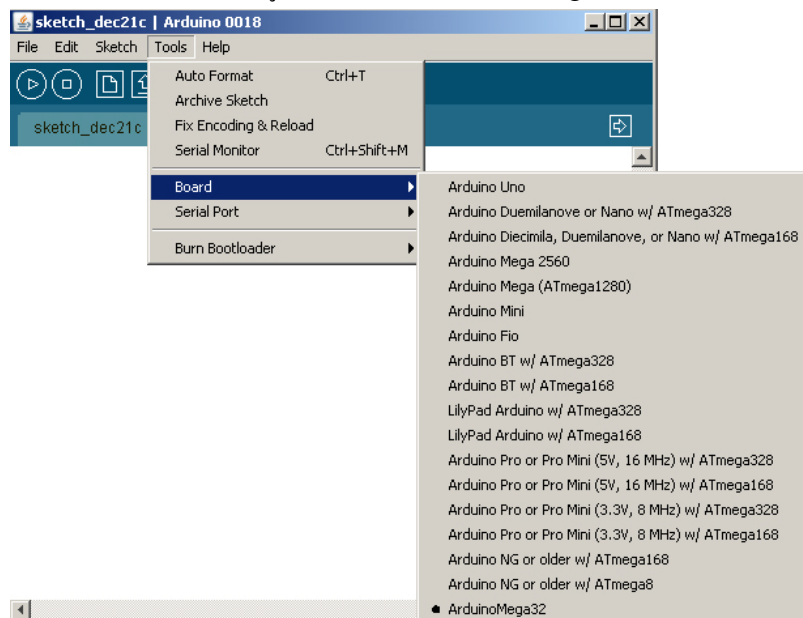 sketch_dec21c | Arduino 0018
File Edit Sketch Tools Help
Auto Format Ctrl+T
Archive Sketch
sketch_dec21c
Fix Encoding & Reload
Serial Monitor Ctrl+Shift+M
Board
Serial Port
Burn Bootloader
Arduino Uno
Arduino Duemilanove or Nano w/ ATmega328
Arduino Diecimila, Duemilanove, or Nano w/ ATmega168
Arduino Mega 2560
Arduino Mega (ATmega1280)
Arduino Mini
Arduino Fio
Arduino BT w/ ATmega328
Arduino BT w/ ATmega168
LilyPad Arduino w/ ATmega328
LilyPad Arduino w/ ATmega168
Arduino Pro or Pro Mini (5V, 16 MHz) w/ ATmega328
Arduino Pro or Pro Mini (5V, 16 MHz) w/ ATmega168
Arduino Pro or Pro Mini (3.3V, 8 MHz) w/ ATmega328
Arduino Pro or Pro Mini (3.3V, 8 MHz) w/ ATmega168
Arduino NG or older w/ ATmega168
Arduino NG or older w/ ATmega8
ArduinoMega32